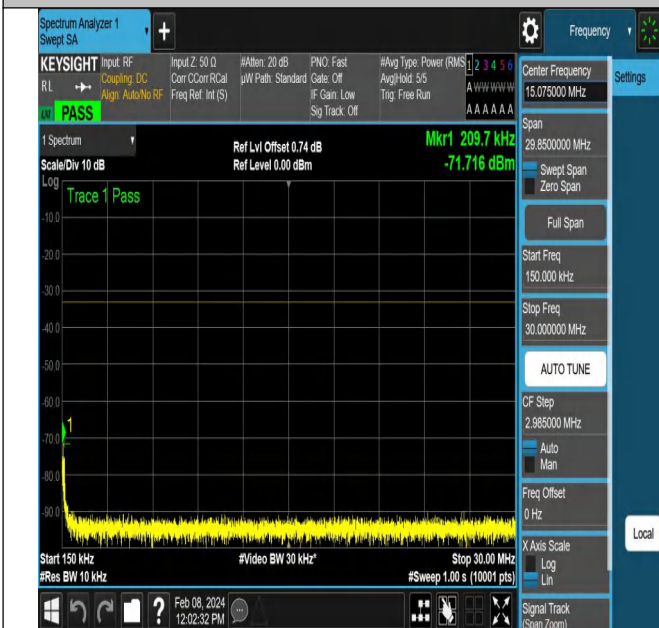 Spectrum Analyzer 1
Swept SA
+
Frequency
KEYSIGHT
RL
LXI
PASS
Input: RF
Coupling: DC
Align: Auto/No RF
Input Z: 50 Ω
Corr CCorr RCal
Freq Ref: Int (S)
#Atten: 20 dB
µW Path: Standard
PNO: Fast
Gate: Off
IF Gain: Low
Sig Track: Off
#Avg Type: Power (RMS
Avg|Hold: 5/5
Trig: Free Run
1 2 3 4 5 6
A W W W W W
A A A A A A
1 Spectrum
Scale/Div 10 dB
Log
Ref Lvl Offset 0.74 dB
Ref Level 0.00 dBm
Mkr1 209.7 kHz
-71.716 dBm
Trace 1 Pass
-10.0
-20.0
-30.0
-40.0
-50.0
-60.0
1
-70.0
-80.0
-90.0
Start 150 kHz
#Res BW 10 kHz
#Video BW 30 kHz*
Stop 30.00 MHz
#Sweep 1.00 s (10001 pts)
?
Feb 08, 2024
12:02:32 PM
Center Frequency
15.075000 MHz
Settings
Span
29.8500000 MHz
Swept Span
Zero Span
Full Span
Start Freq
150.000 kHz
Stop Freq
30.000000 MHz
AUTO TUNE
CF Step
2.985000 MHz
Auto
Man
Freq Offset
0 Hz
Local
X Axis Scale
Log
Lin
Signal Track
(Span Zoom)